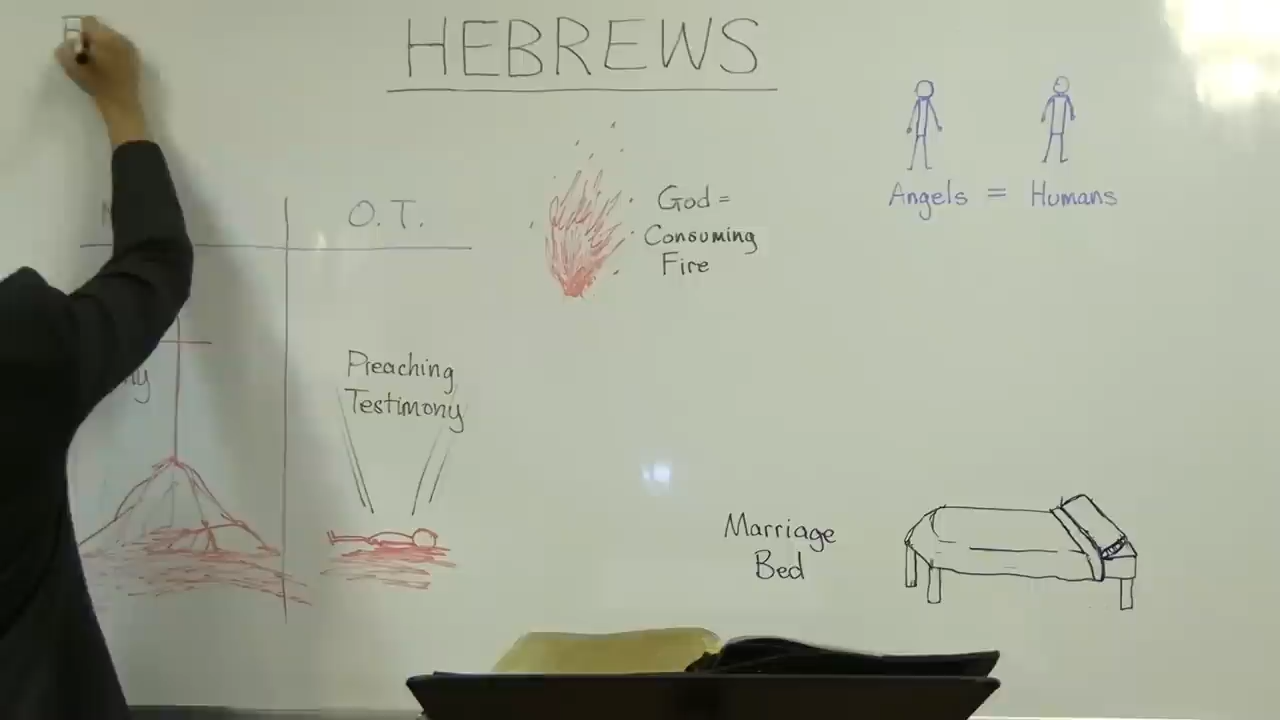 HEBREWS
O.T.
God =
Consuming
Fire
Angels = Humans
Preaching
Testimony
Marriage
Bed